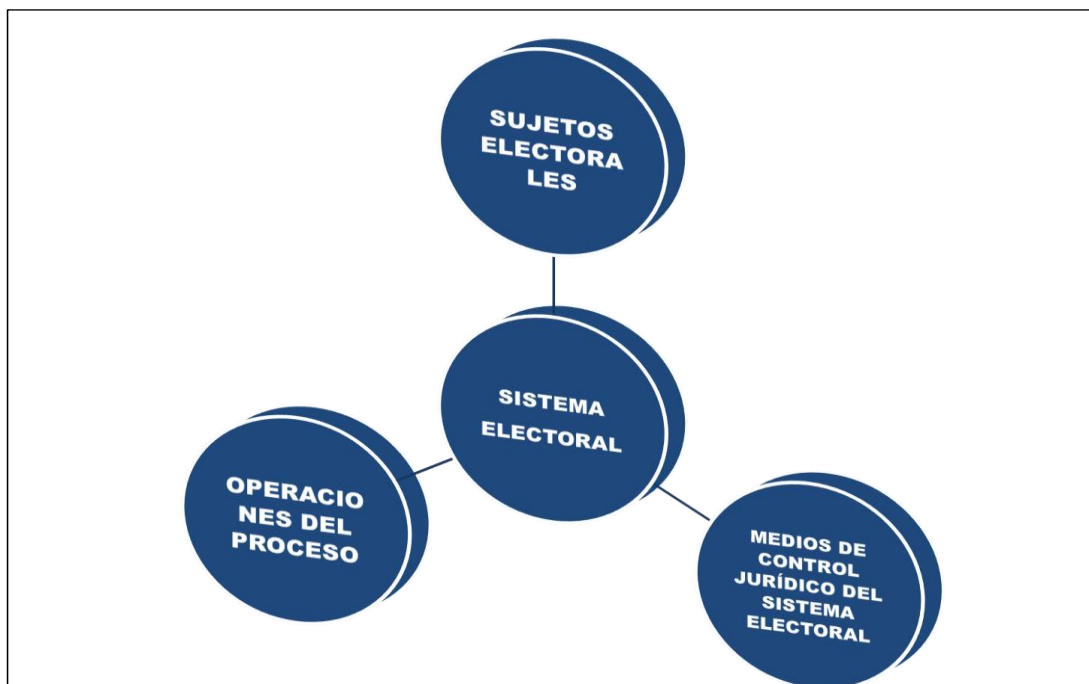 SUJETOS
ELECTORA
LES
SISTEMA
ELECTORAL
OPERACIO
NES DEL
PROCESO
MEDIOS DE
CONTROL
JURÍDICO DEL
SISTEMA
ELECTORAL